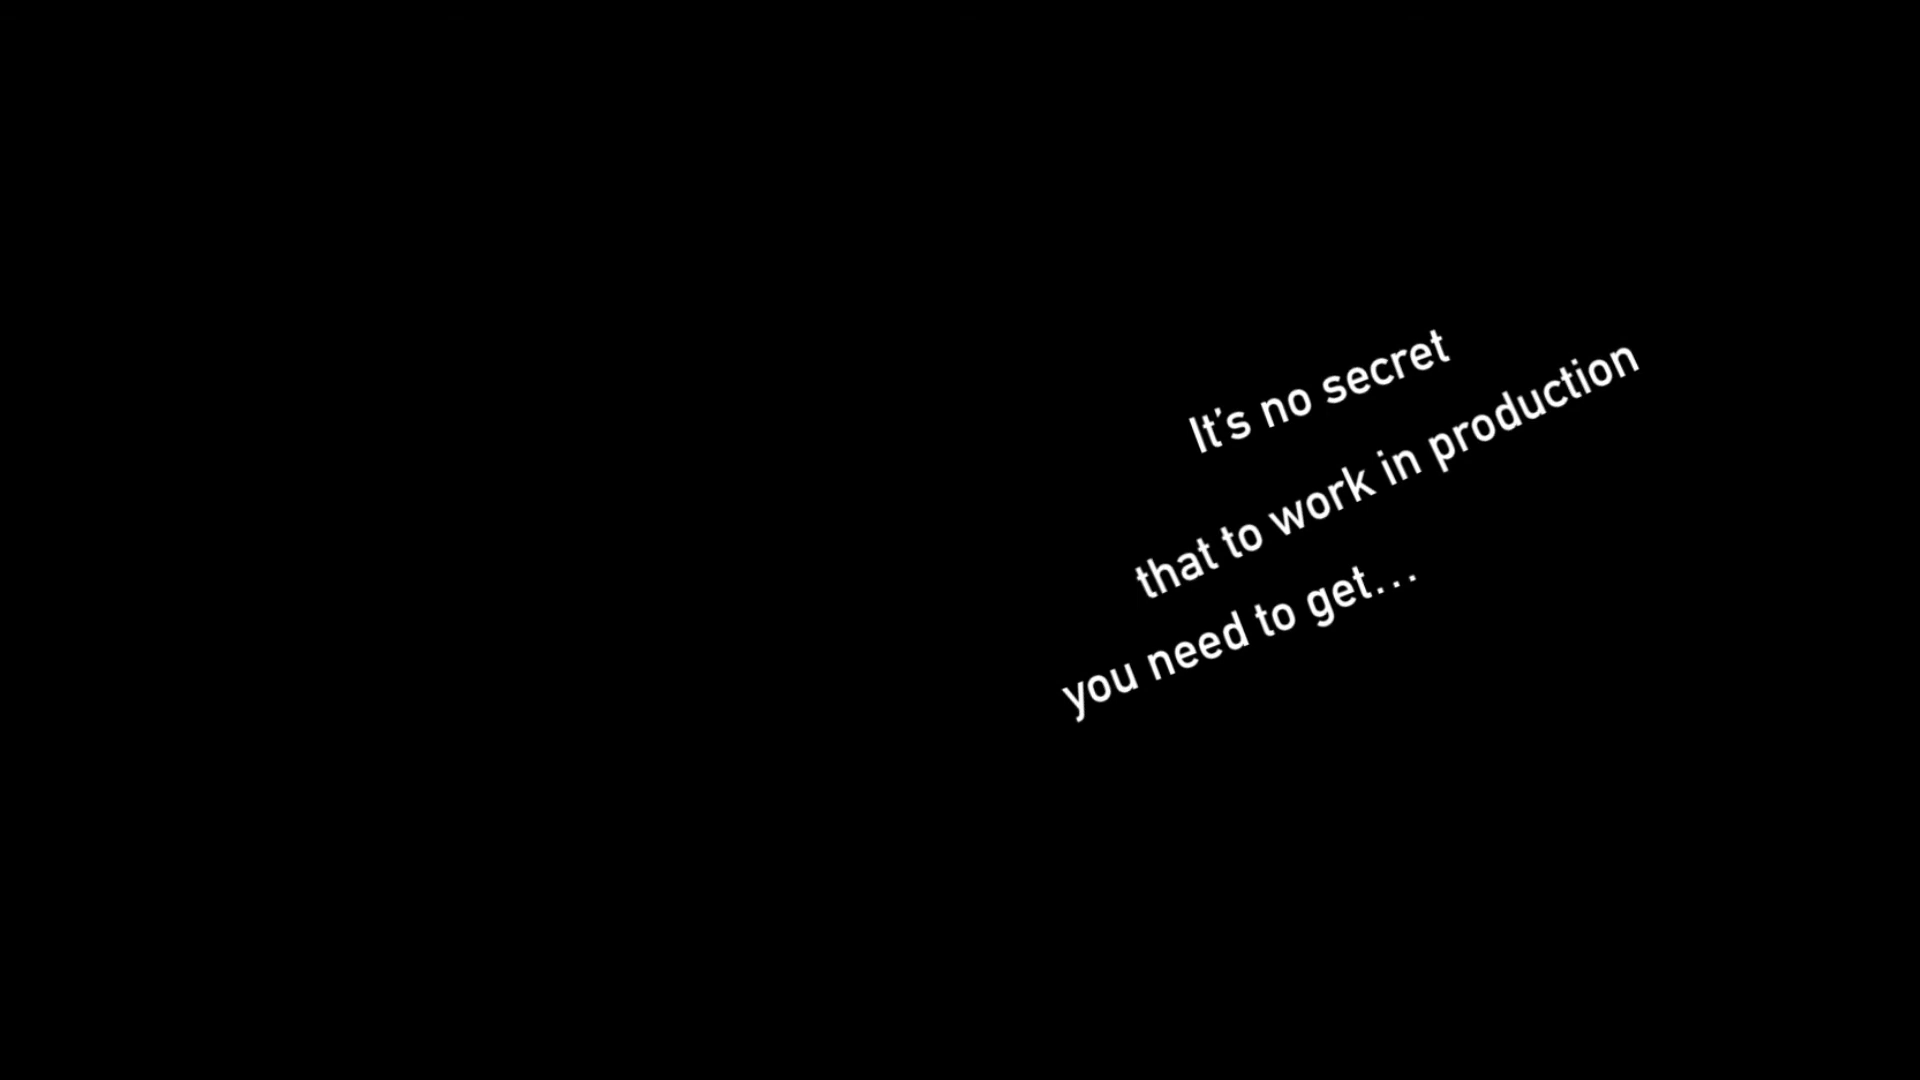 It’s no secret
that to work in production
you need to get...